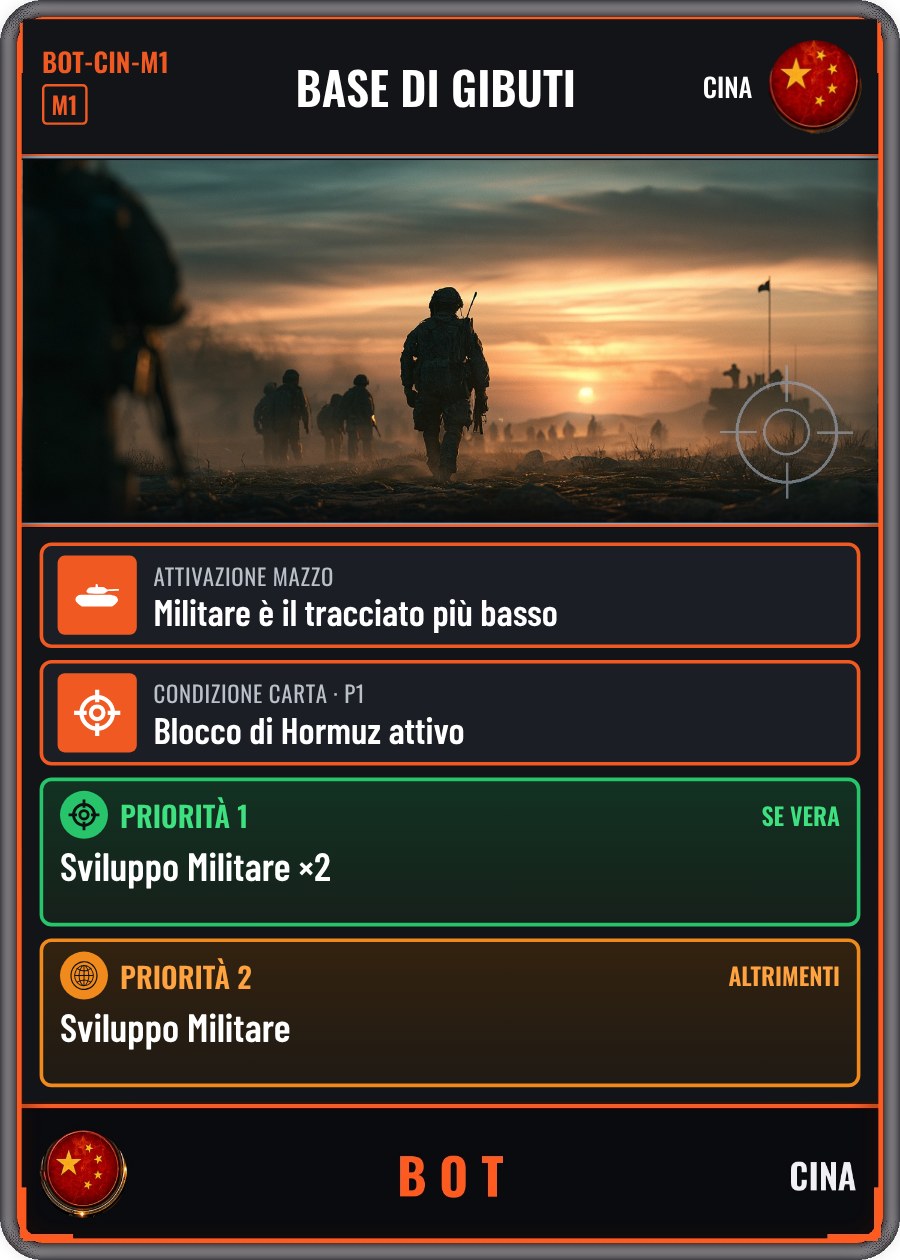 BOT-CIN-M1
M1
BASE DI GIBUTI
CINA
ATTIVAZIONE MAZZO
Militare è il tracciato più basso
CONDIZIONE CARTA · P1
Blocco di Hormuz attivo
PRIORITÀ 1
SE VERA
Sviluppo Militare ×2
PRIORITÀ 2
ALTRIMENTI
Sviluppo Militare
BOT
CINA